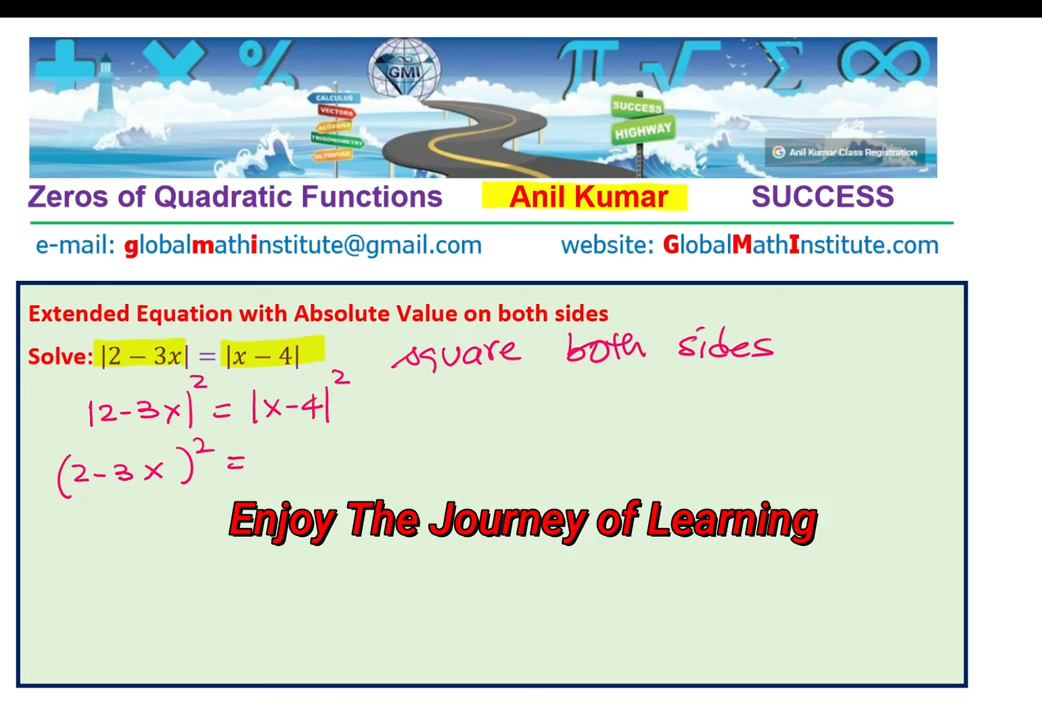 GMI
CALCULUS
VECTORS
ALGEBRA
TRIGONOMETRY
OLYMPIAD
SUCCESS
HIGHWAY
π √ Σ ∞
+ × %
G Anil Kumar Class Registration
Zeros of Quadratic Functions Anil Kumar SUCCESS
e-mail: globalmathinstitute@gmail.com website: GlobalMathInstitute.com
Extended Equation with Absolute Value on both sides
Solve: |2 − 3x| = |x − 4| square both sides
|2-3x|² = |x-4|²
(2-3x)² =
Enjoy The Journey of Learning